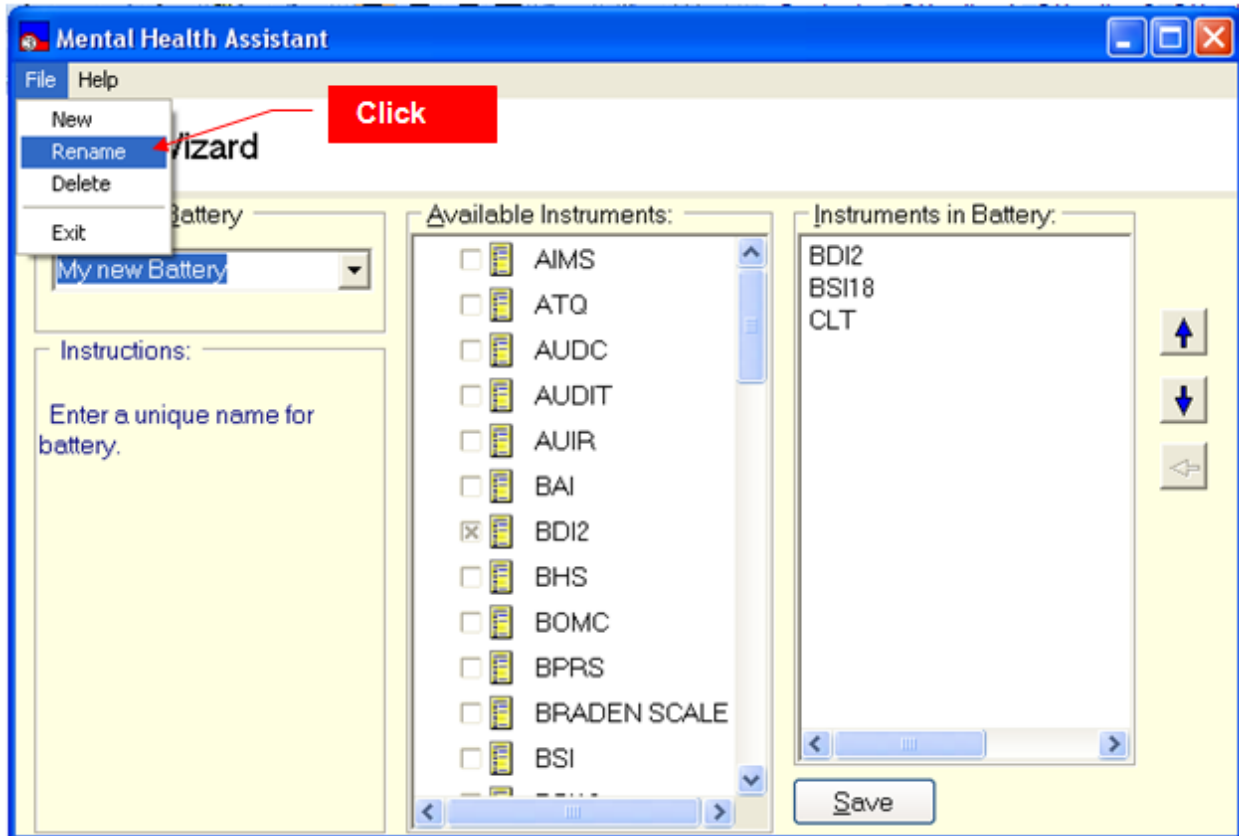 Mental Health Assistant
File Help
New
Rename
Delete
Exit
Click
Wizard
Battery
My new Battery
Instructions:
Enter a unique name for
battery.
Available Instruments:
AIMS
ATQ
AUDC
AUDIT
AUIR
BAI
BDI2
BHS
BOMC
BPRS
BRADEN SCALE
BSI
Instruments in Battery:
BDI2
BSI18
CLT
Save